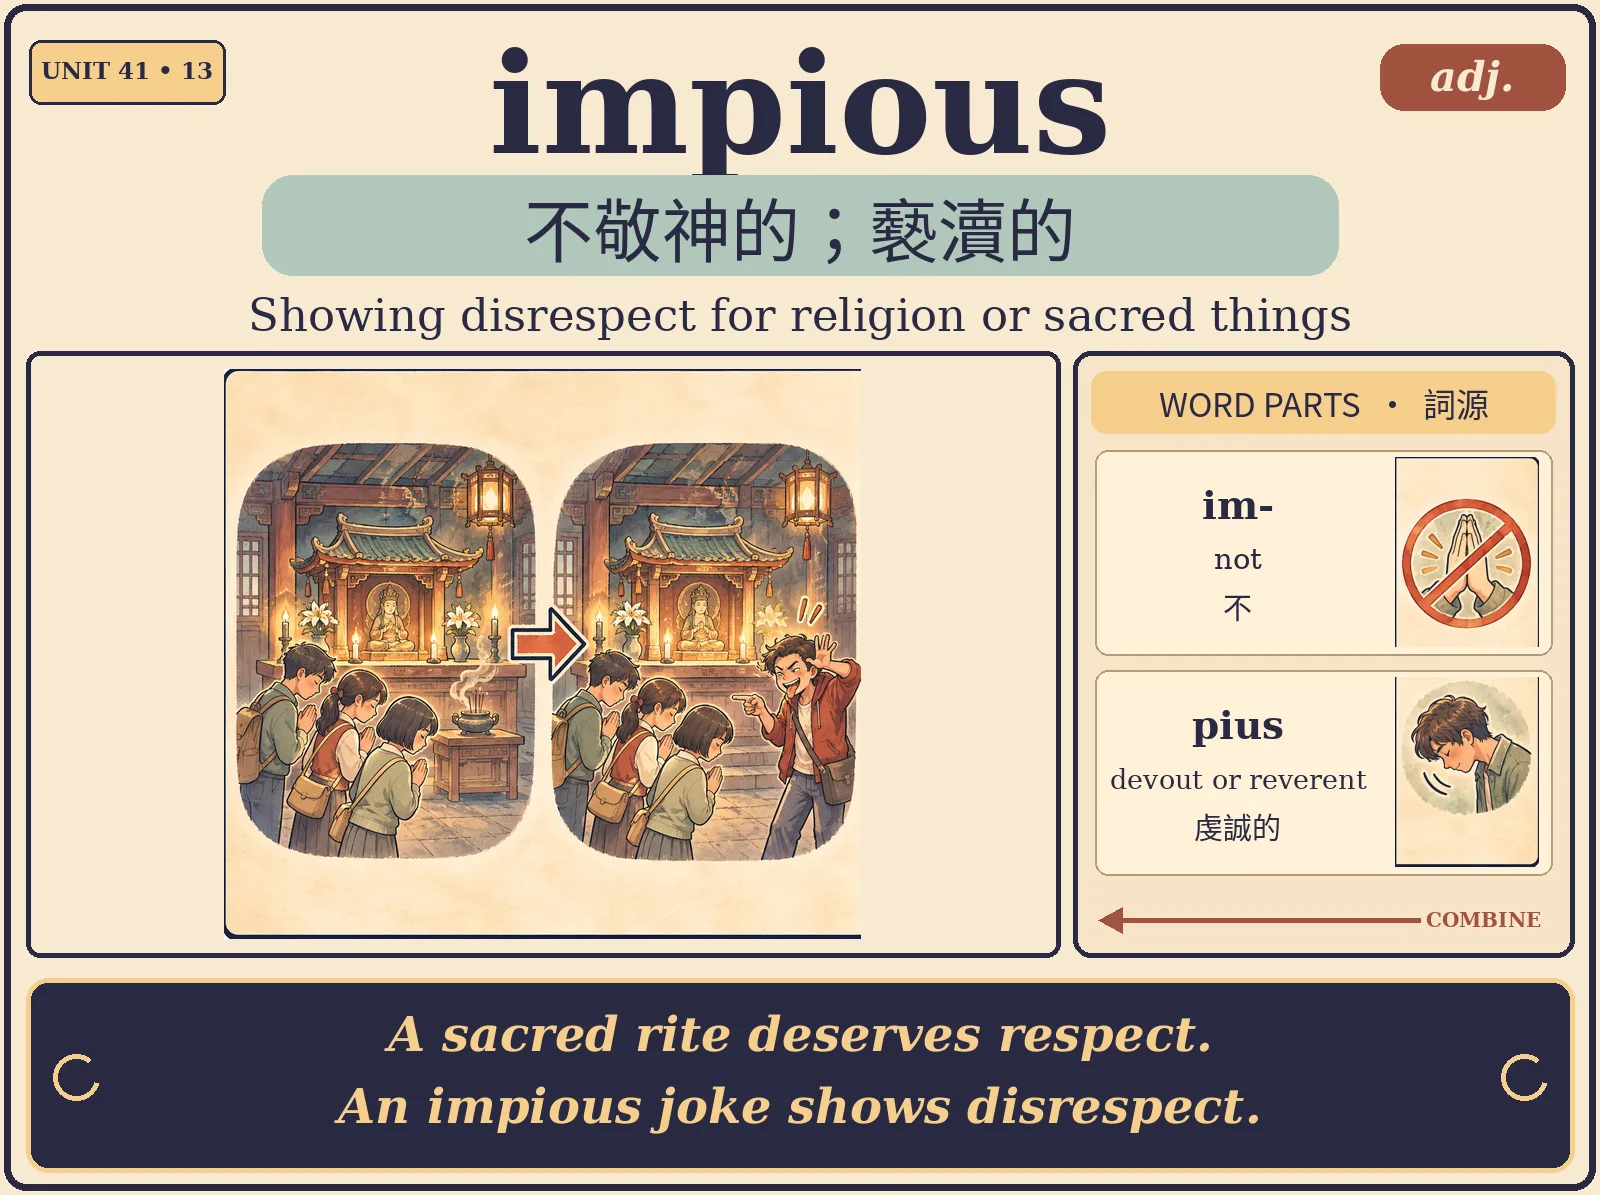 UNIT 41 • 13
impious
adj.
不敬神的；褻瀆的
Showing disrespect for religion or sacred things
WORD PARTS ・ 詞源
im-
not
不
pius
devout or reverent
虔誠的
COMBINE
A sacred rite deserves respect.
An impious joke shows disrespect.